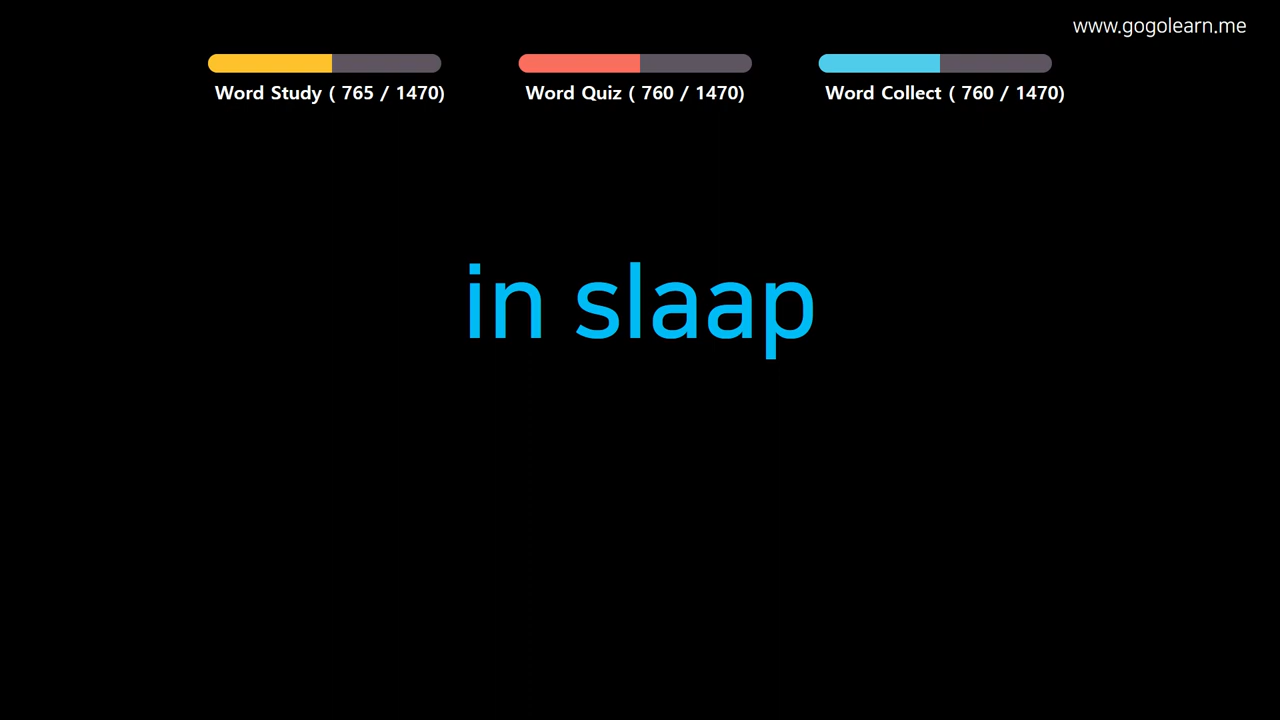 www.gogolearn.me
Word Study ( 765 / 1470)
Word Quiz ( 760 / 1470)
Word Collect ( 760 / 1470)
in slaap